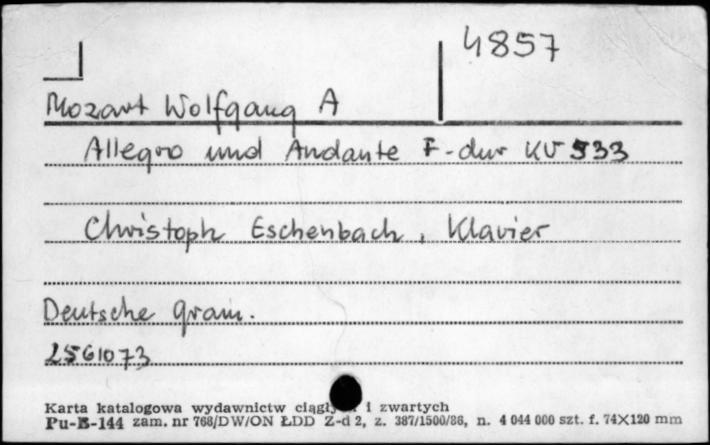 4857
Mozart Wolfgang A
Allegro und Andante F-dur KV 533
Christoph Eschenbach, Klavier
Deutsche Gram.
2561073
Karta katalogowa wydawnictw ciągłych i zwartych
Pu-B-144 zam. nr 768/DW/ON ŁDD Z-d 2, z. 387/1500/86, n. 4 044 000 szt. f. 74X120 mm